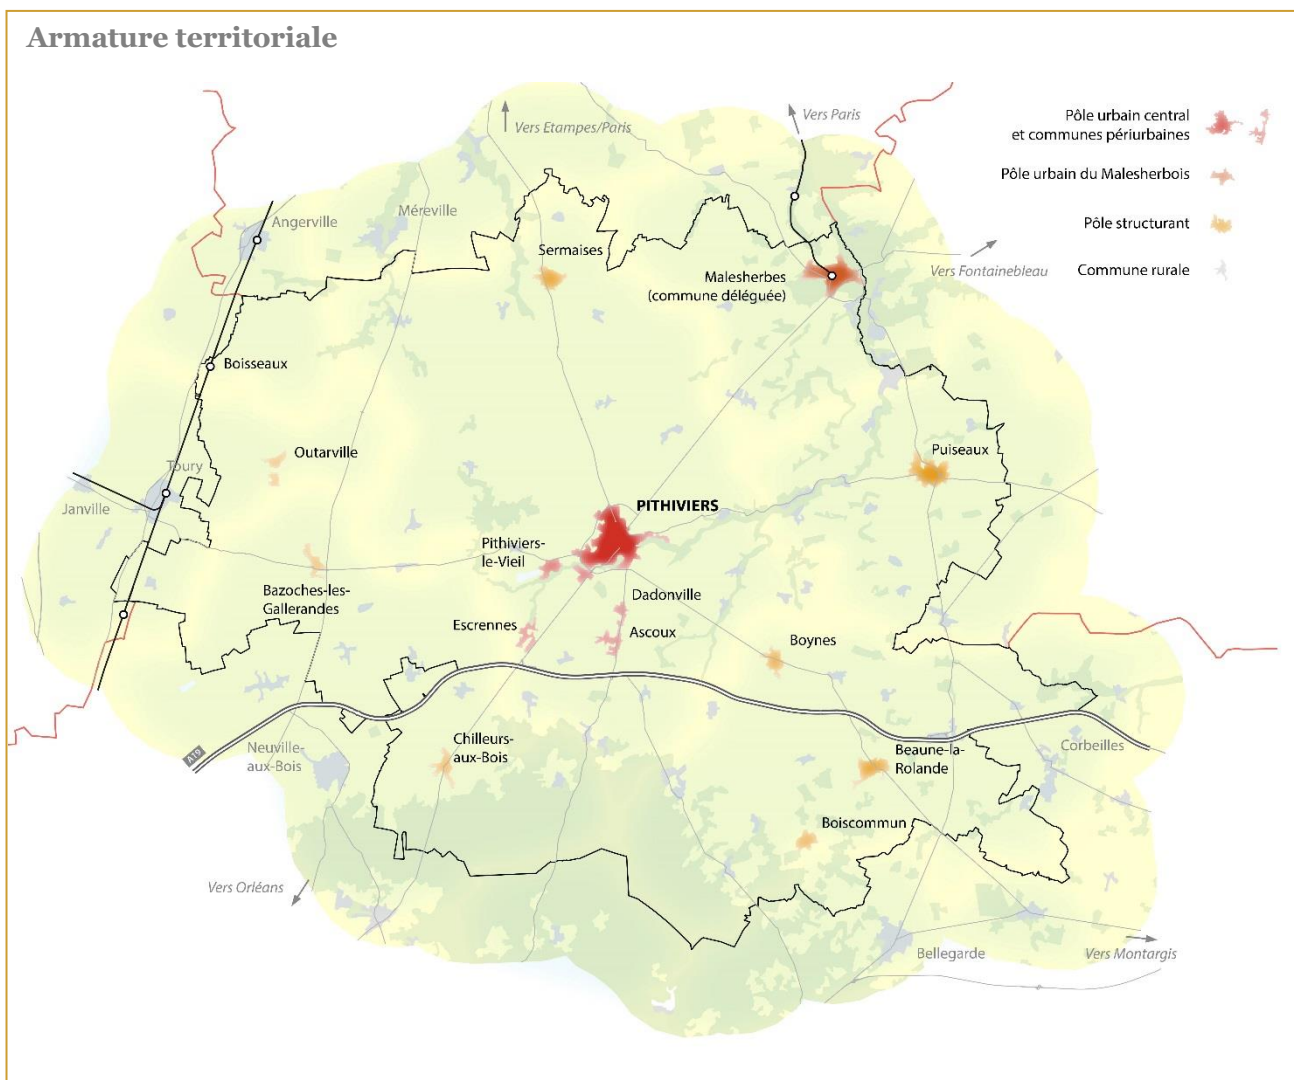 Armature territoriale
Vers Etampes/Paris
Vers Paris
Pôle urbain central
et communes périurbaines
Pôle urbain du Malesherbois
Pôle structurant
Commune rurale
Angerville
Méreville
Sermaises
Malesherbes
(commune déléguée)
Vers Fontainebleau
Boisseaux
Outarville
Toury
Janville
Puiseaux
PITHIVIERS
Pithiviers-
le-Vieil
Bazoches-les-
Gallerandes
Dadonville
Escrennes
Ascoux
Boynes
A19
Neuville-
aux-Bois
Chilleurs-
aux-Bois
Beaune-la-
Rolande
Corbeilles
Boiscommun
Vers Orléans
Bellegarde
Vers Montargis